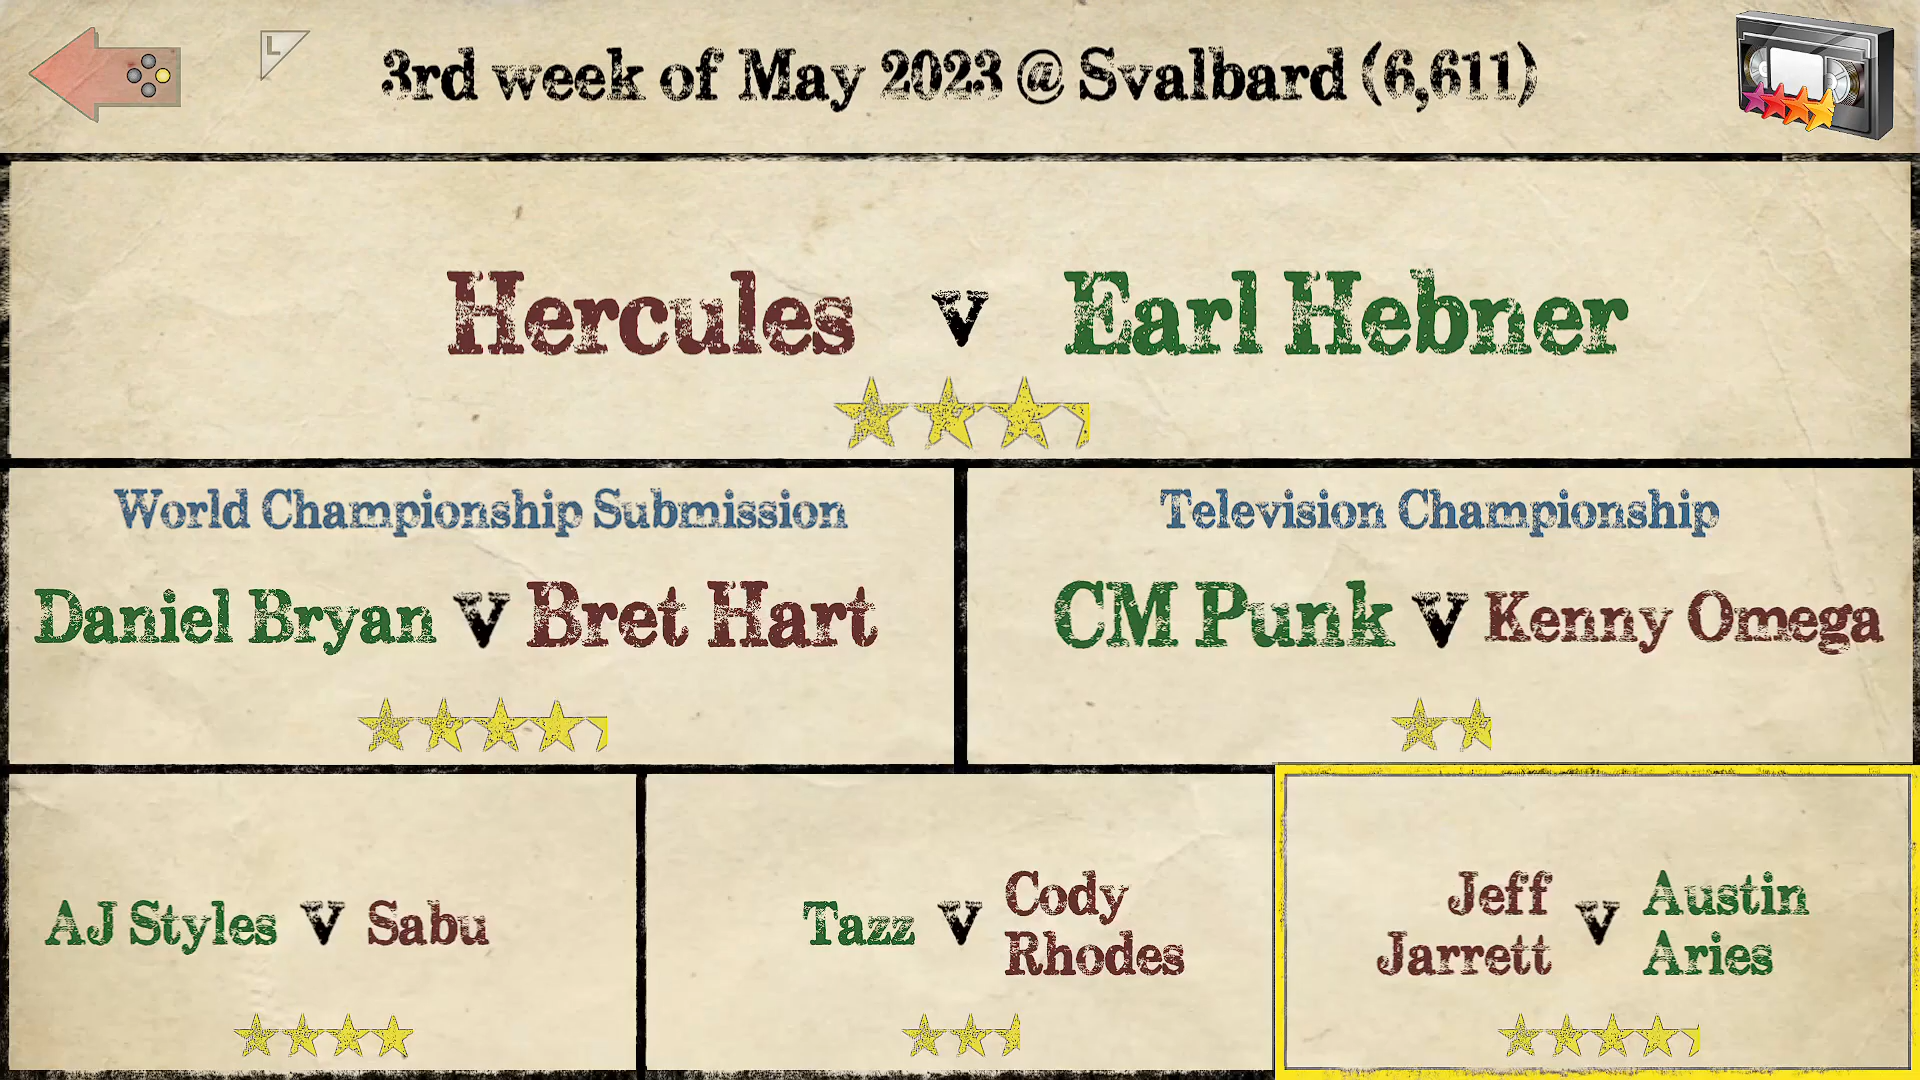 L
3rd week of May 2023 @ Svalbard (6,611)
Hercules v Earl Hebner
World Championship Submission
Daniel Bryan v Bret Hart
Television Championship
CM Punk v Kenny Omega
AJ Styles v Sabu
Tazz v Cody
Rhodes
Jeff
Jarrett v Austin
Aries